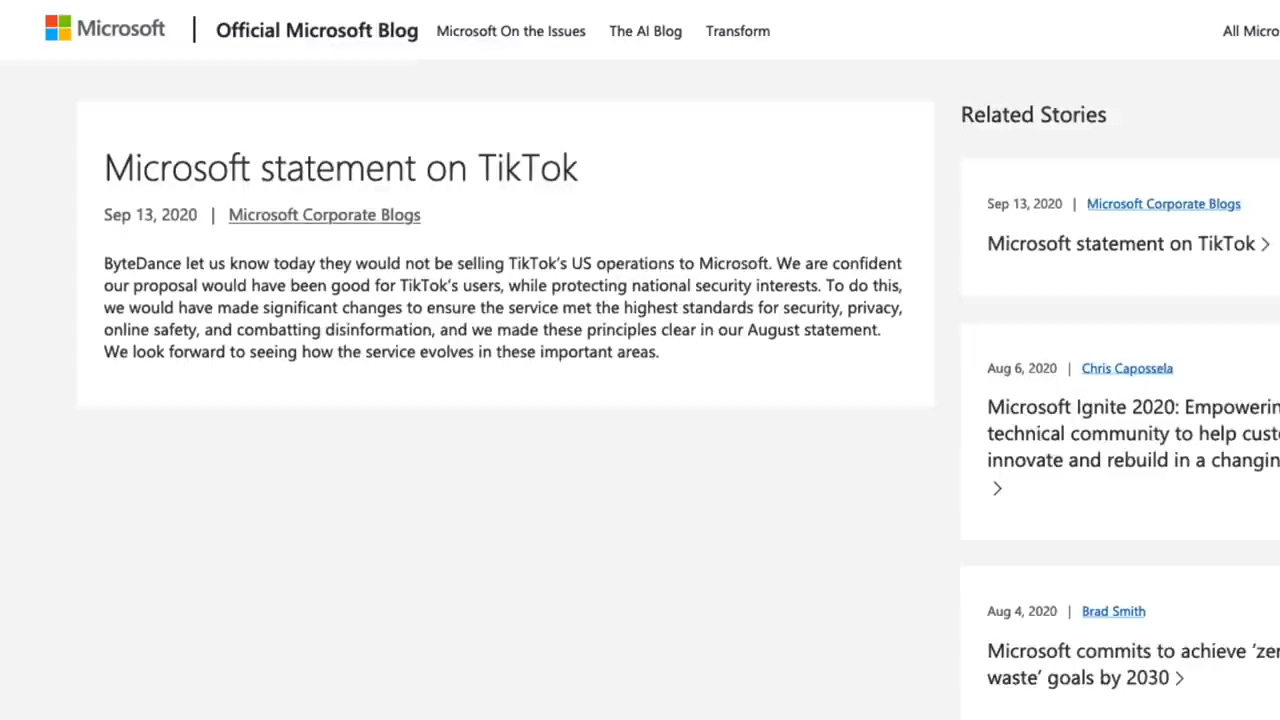 Microsoft
Official Microsoft Blog
Microsoft On the Issues
The AI Blog
Transform
All Micro
Microsoft statement on TikTok
Sep 13, 2020 | Microsoft Corporate Blogs
ByteDance let us know today they would not be selling TikTok's US operations to Microsoft. We are confident
our proposal would have been good for TikTok's users, while protecting national security interests. To do this,
we would have made significant changes to ensure the service met the highest standards for security, privacy,
online safety, and combatting disinformation, and we made these principles clear in our August statement.
We look forward to seeing how the service evolves in these important areas.
Related Stories
Sep 13, 2020 | Microsoft Corporate Blogs
Microsoft statement on TikTok
Aug 6, 2020 | Chris Capossela
Microsoft Ignite 2020: Empowerin
technical community to help custo
innovate and rebuild in a changin
Aug 4, 2020 | Brad Smith
Microsoft commits to achieve ‘zer
waste’ goals by 2030